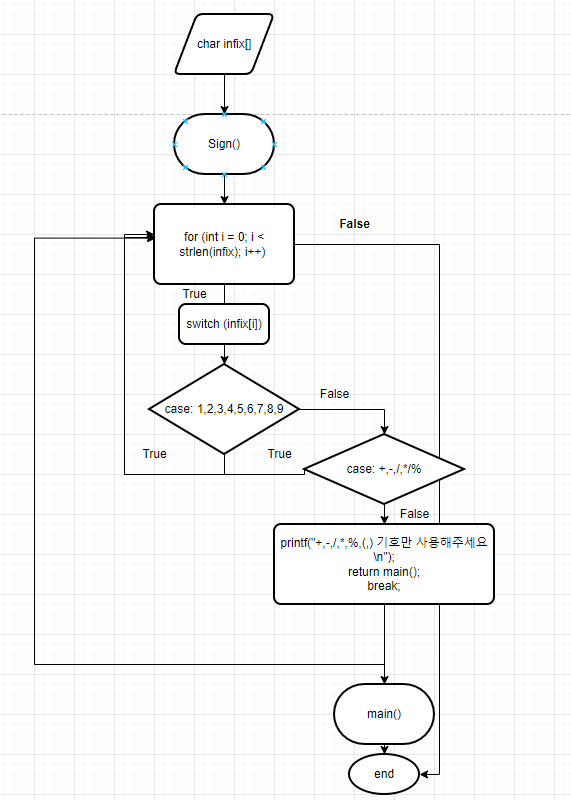 char infix[]
Sign()
for (int i = 0; i <
strlen(infix); i++)
False
True
switch (infix[i])
case: 1,2,3,4,5,6,7,8,9
False
True
True
case: +,-,/,*/%
False
printf("+,-,/,*,%,(,) 기호만 사용해주세요
\n");
return main();
break;
main()
end